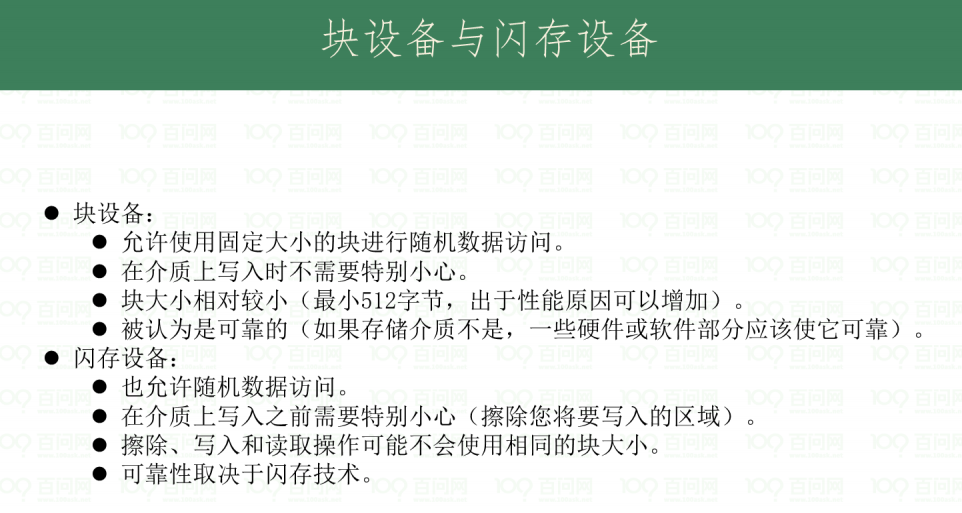 块设备与闪存设备
● 块设备：
● 允许使用固定大小的块进行随机数据访问。
● 在介质上写入时不需要特别小心。
● 块大小相对较小（最小512字节，出于性能原因可以增加）。
● 被认为是可靠的（如果存储介质不是，一些硬件或软件部分应该使它可靠）。
● 闪存设备：
● 也允许随机数据访问。
● 在介质上写入之前需要特别小心（擦除您将要写入的区域）。
● 擦除、写入和读取操作可能不会使用相同的块大小。
● 可靠性取决于闪存技术。